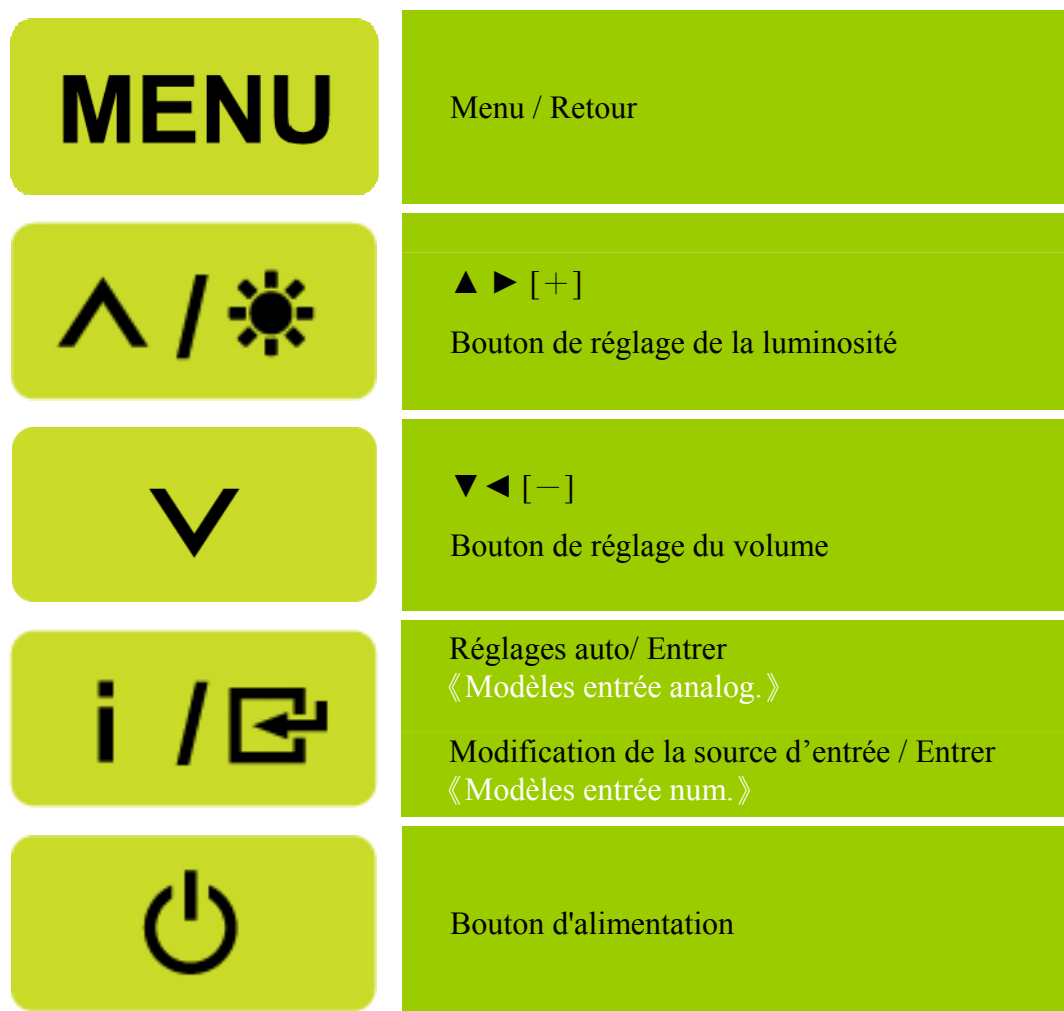 MENU
Menu / Retour
/
▲ ► [+]
Bouton de réglage de la luminosité
▼◄ [−]
Bouton de réglage du volume
i /
Réglages auto/ Entrer
《Modèles entrée analog.》
Modification de la source d’entrée / Entrer
《Modèles entrée num.》
Bouton d'alimentation